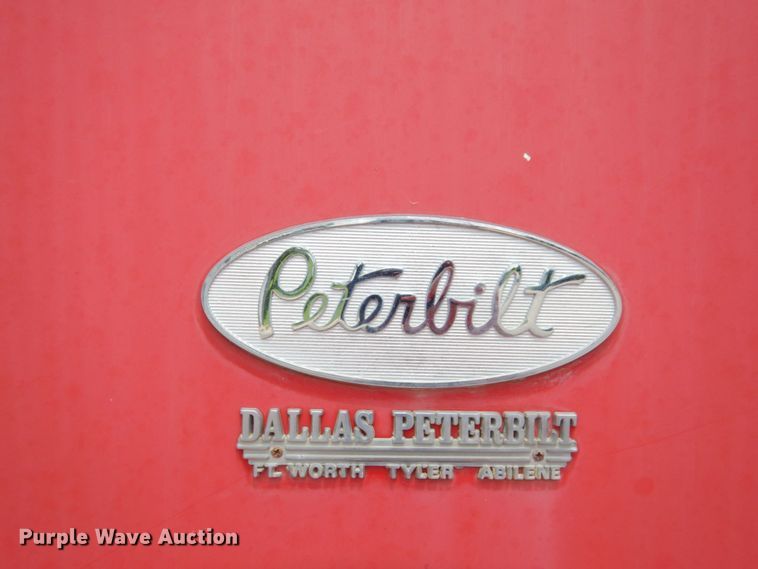 Peterbilt
DALLAS PETERBILT
FT. WORTH TYLER ABILENE
Purple Wave Auction